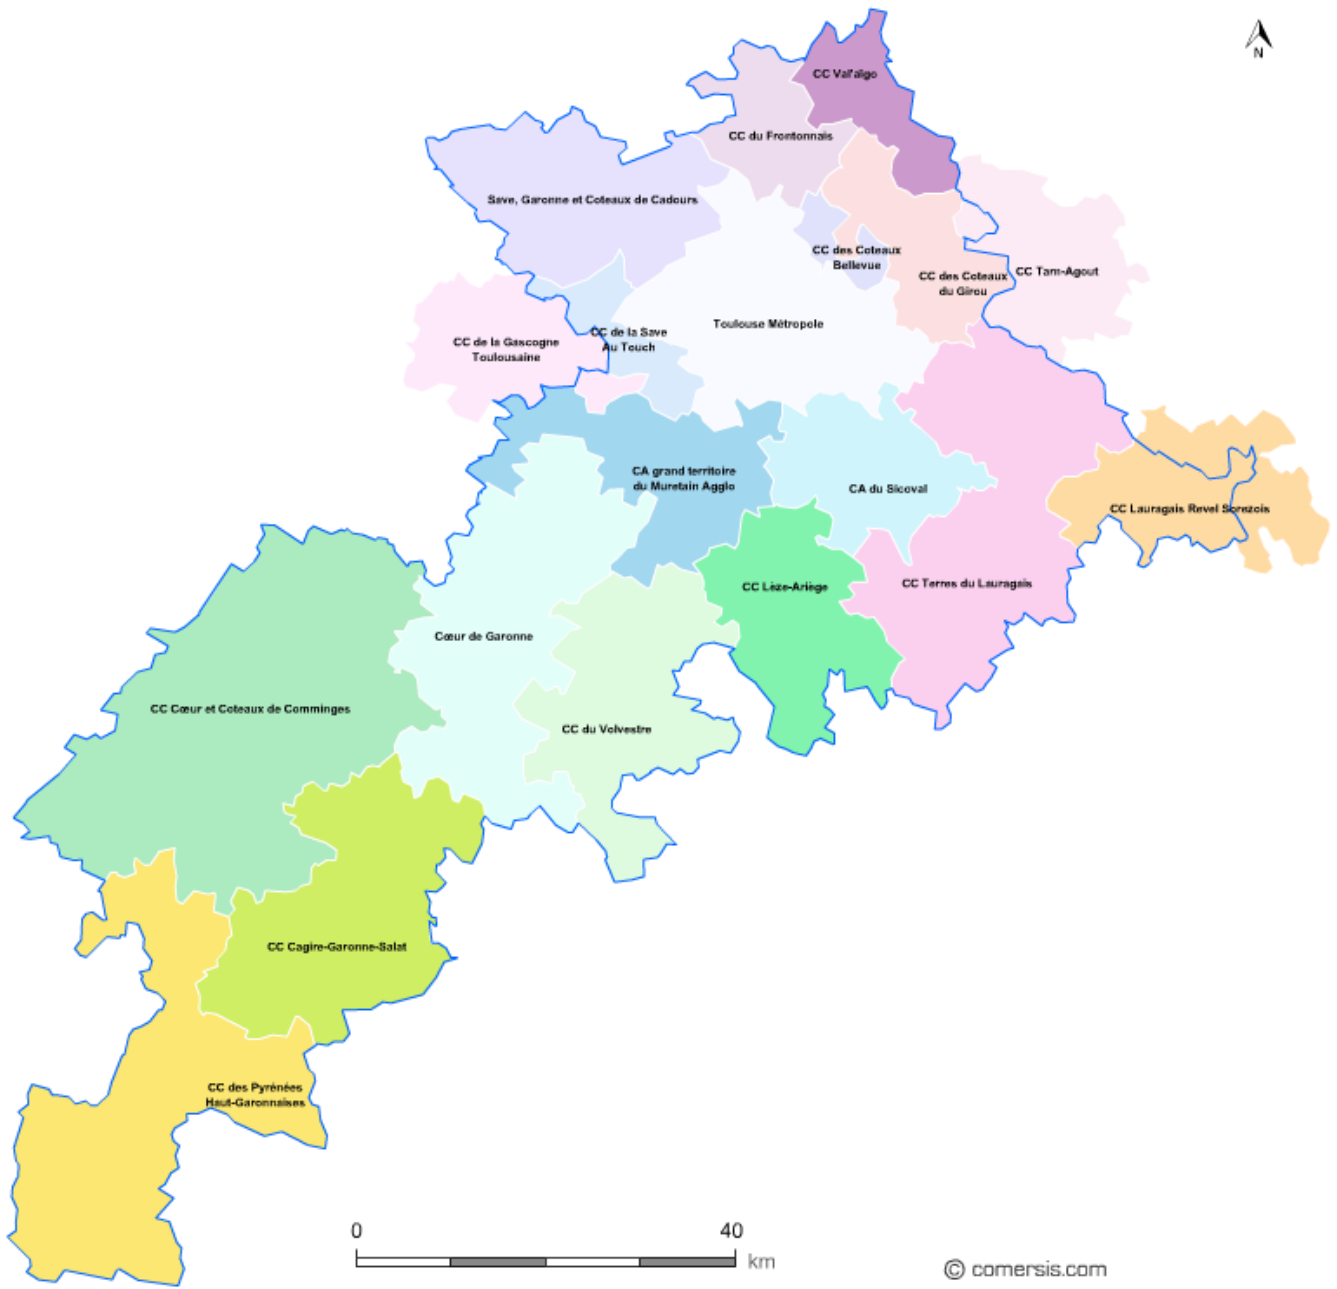 N
CC Val'aïgo
CC du Frontonnais
Save, Garonne et Coteaux de Cadours
CC des Coteaux
Bellevue
CC des Coteaux
du Girou
CC Tarn-Agout
Toulouse Métropole
CC de la Save
Au Touch
CC de la Gascogne
Toulousaine
CA grand territoire
du Muretain Agglo
CA du Sicoval
CC Lauragais Revel Sorezois
CC Lèze-Ariège
CC Terres du Lauragais
Cœur de Garonne
CC Cœur et Coteaux de Comminges
CC du Volvestre
CC Cagire-Garonne-Salat
CC des Pyrénées
Haut-Garonnaises
0 40
km
© comersis.com